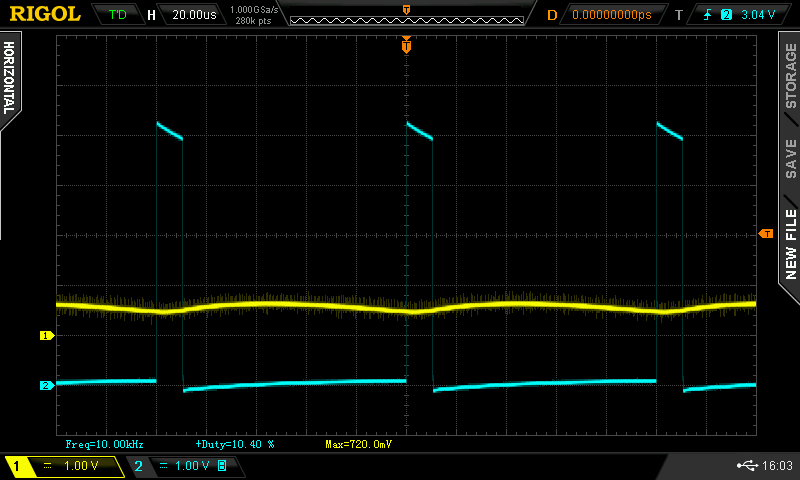 RIGOL T'D H 20.00us 1.000GSa/s 280k pts T D 0.00000000ps T 2 3.04 V
HORIZONTAL
T
STORAGE
SAVE
NEW FILE
T
1
2
Freq=10.00kHz +Duty=10.40 % Max=720.0mV
1 1.00 V 2 1.00 V B 16:03